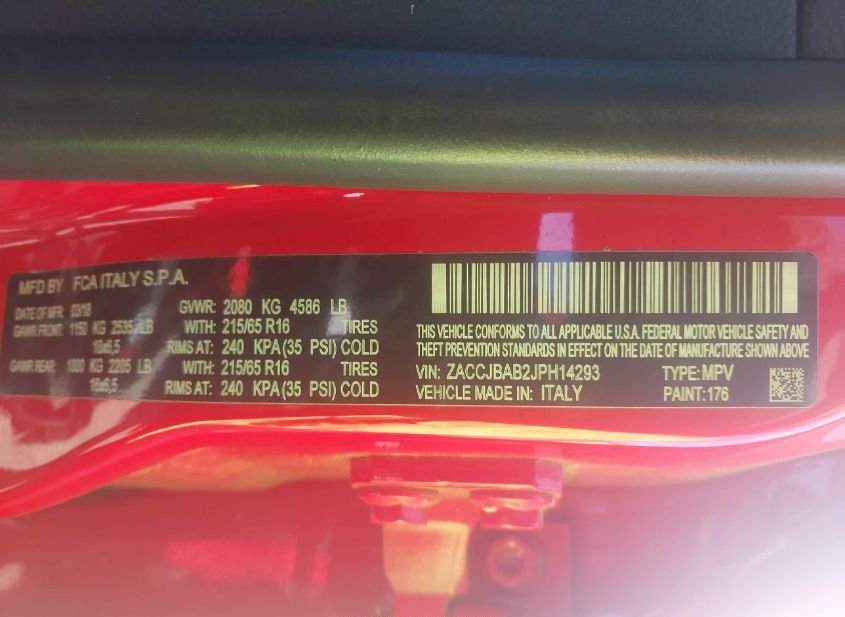 MFD BY FCA ITALY S.P.A.
DATE OF MFR: 03/18 GVWR: 2080 KG 4586 LB
GAWR FRONT: 1150 KG 2535 LB WITH: 215/65 R16 TIRES
16x6,5 RIMS AT: 240 KPA (35 PSI) COLD
GAWR REAR: 1000 KG 2205 LB WITH: 215/65 R16 TIRES
16x6,5 RIMS AT: 240 KPA (35 PSI) COLD
THIS VEHICLE CONFORMS TO ALL APPLICABLE U.S.A. FEDERAL MOTOR VEHICLE SAFETY AND
THEFT PREVENTION STANDARDS IN EFFECT ON THE DATE OF MANUFACTURE SHOWN ABOVE
VIN: ZACCJBAB2JPH14293 TYPE: MPV
VEHICLE MADE IN: ITALY PAINT: 176